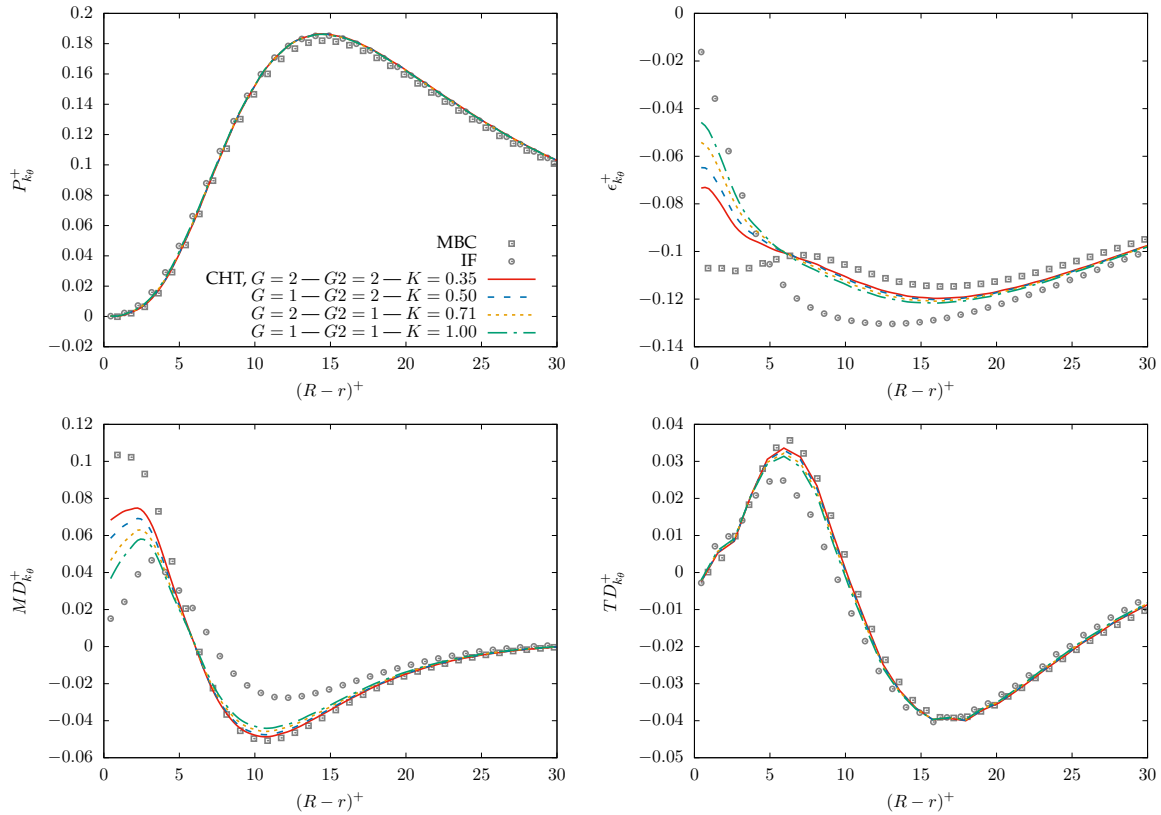 0.2
0.18
0.16
0.14
0.12
0.1
0.08
0.06
0.04
0.02
0
−0.02
P⁺_{k_θ}
0 5 10 15 20 25 30
(R − r)⁺
MBC
IF
CHT, G = 2 — G2 = 2 — K = 0.35
G = 1 — G2 = 2 — K = 0.50
G = 2 — G2 = 1 — K = 0.71
G = 1 — G2 = 1 — K = 1.00
0
−0.02
−0.04
−0.06
−0.08
−0.1
−0.12
−0.14
ϵ⁺_{k_θ}
0 5 10 15 20 25 30
(R − r)⁺
0.12
0.1
0.08
0.06
0.04
0.02
0
−0.02
−0.04
−0.06
MD⁺_{k_θ}
0 5 10 15 20 25 30
(R − r)⁺
0.04
0.03
0.02
0.01
0
−0.01
−0.02
−0.03
−0.04
−0.05
TD⁺_{k_θ}
0 5 10 15 20 25 30
(R − r)⁺